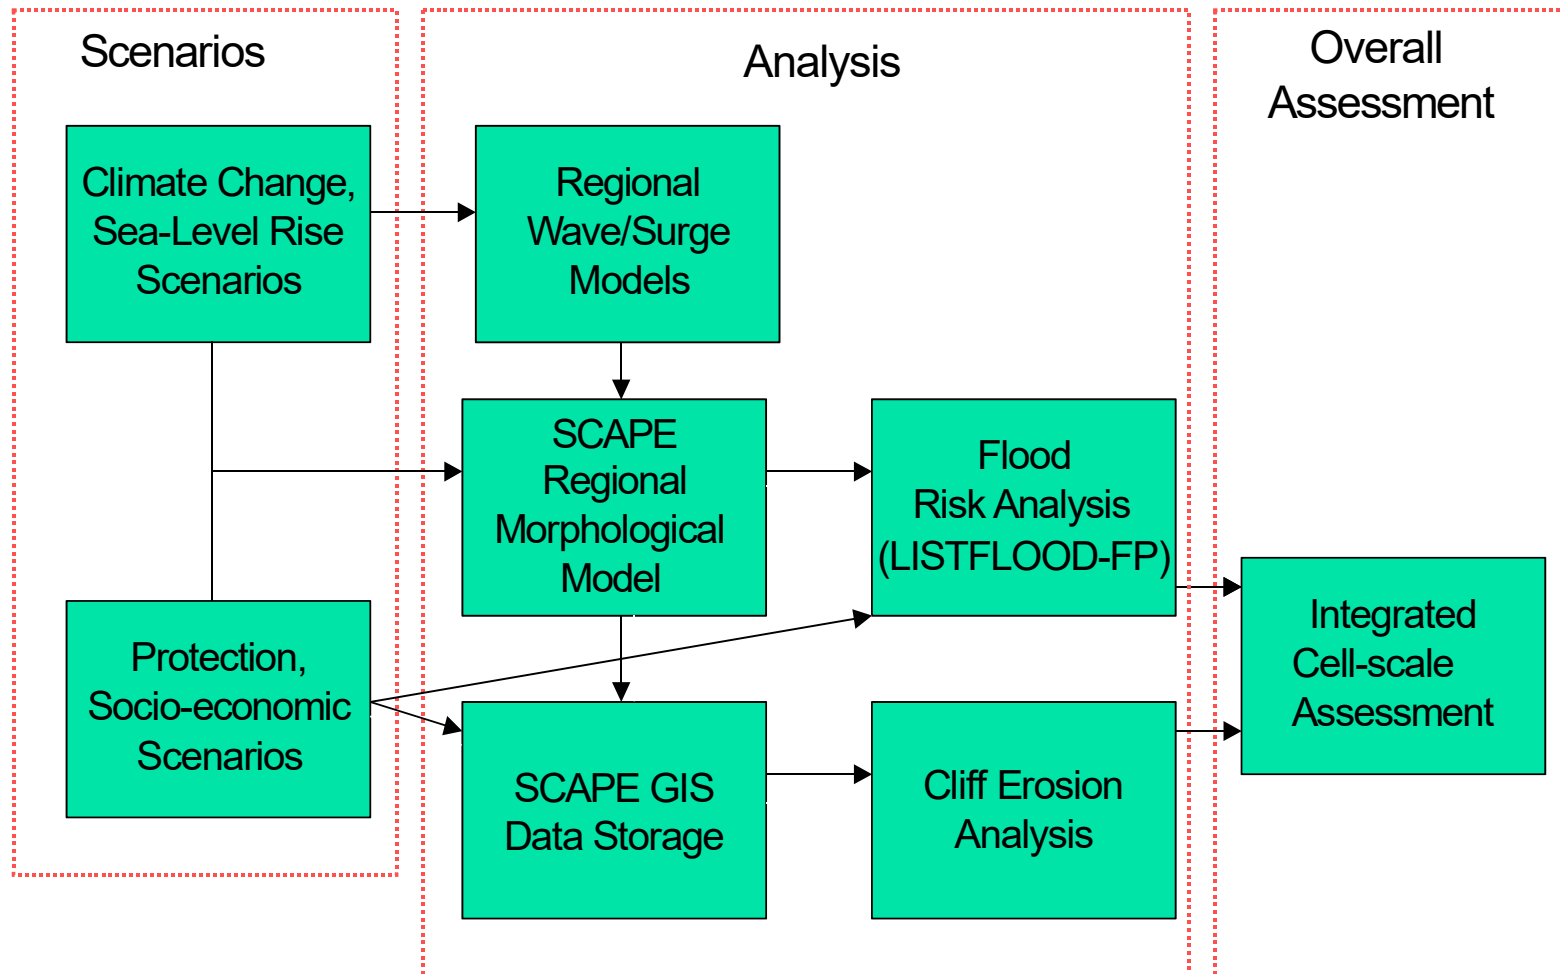 Scenarios
Climate Change,
Sea-Level Rise
Scenarios
Protection,
Socio-economic
Scenarios
Analysis
Regional
Wave/Surge
Models
SCAPE
Regional
Morphological
Model
Flood
Risk Analysis
(LISTFLOOD-FP)
SCAPE GIS
Data Storage
Cliff Erosion
Analysis
Overall
Assessment
Integrated
Cell-scale
Assessment